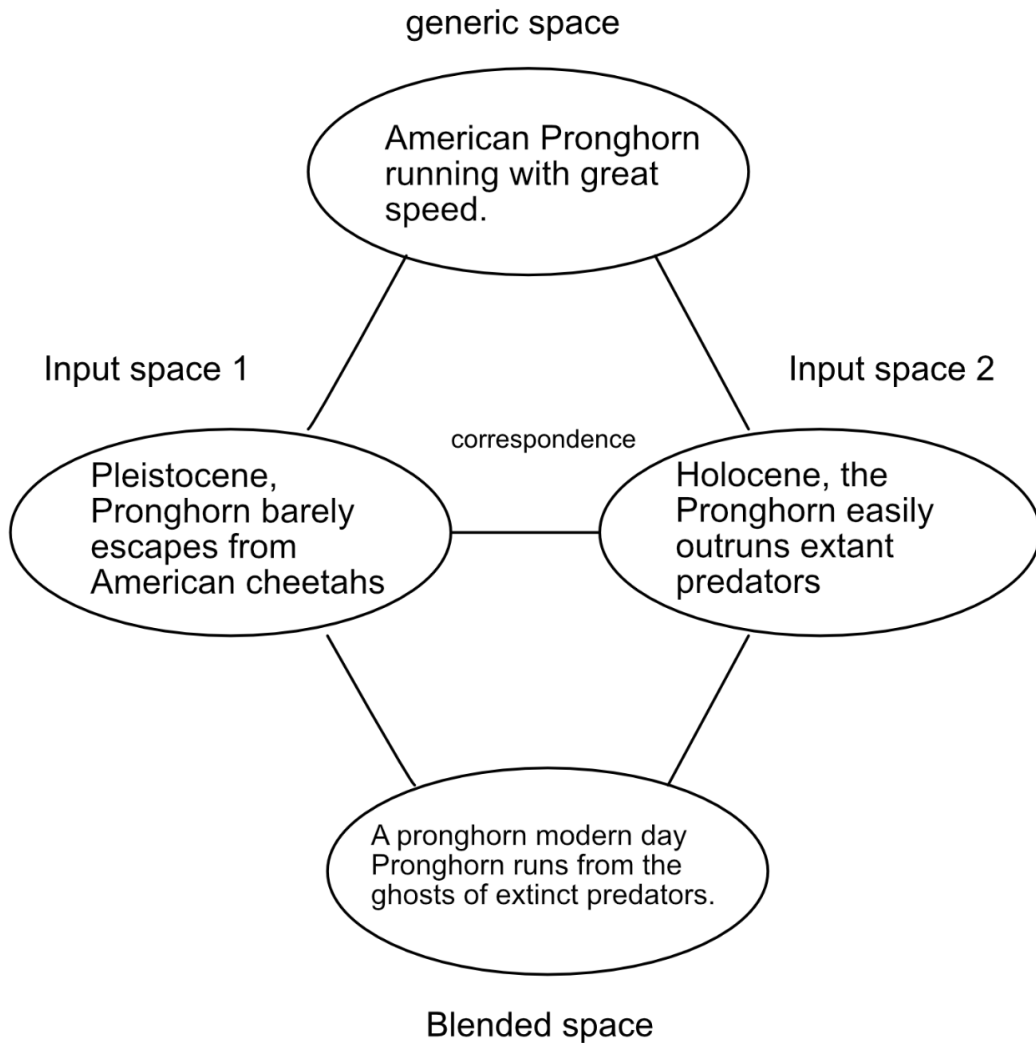 generic space
American Pronghorn
running with great
speed.
Input space 1
Input space 2
correspondence
Pleistocene,
Pronghorn barely
escapes from
American cheetahs
Holocene, the
Pronghorn easily
outruns extant
predators
A pronghorn modern day
Pronghorn runs from the
ghosts of extinct predators.
Blended space